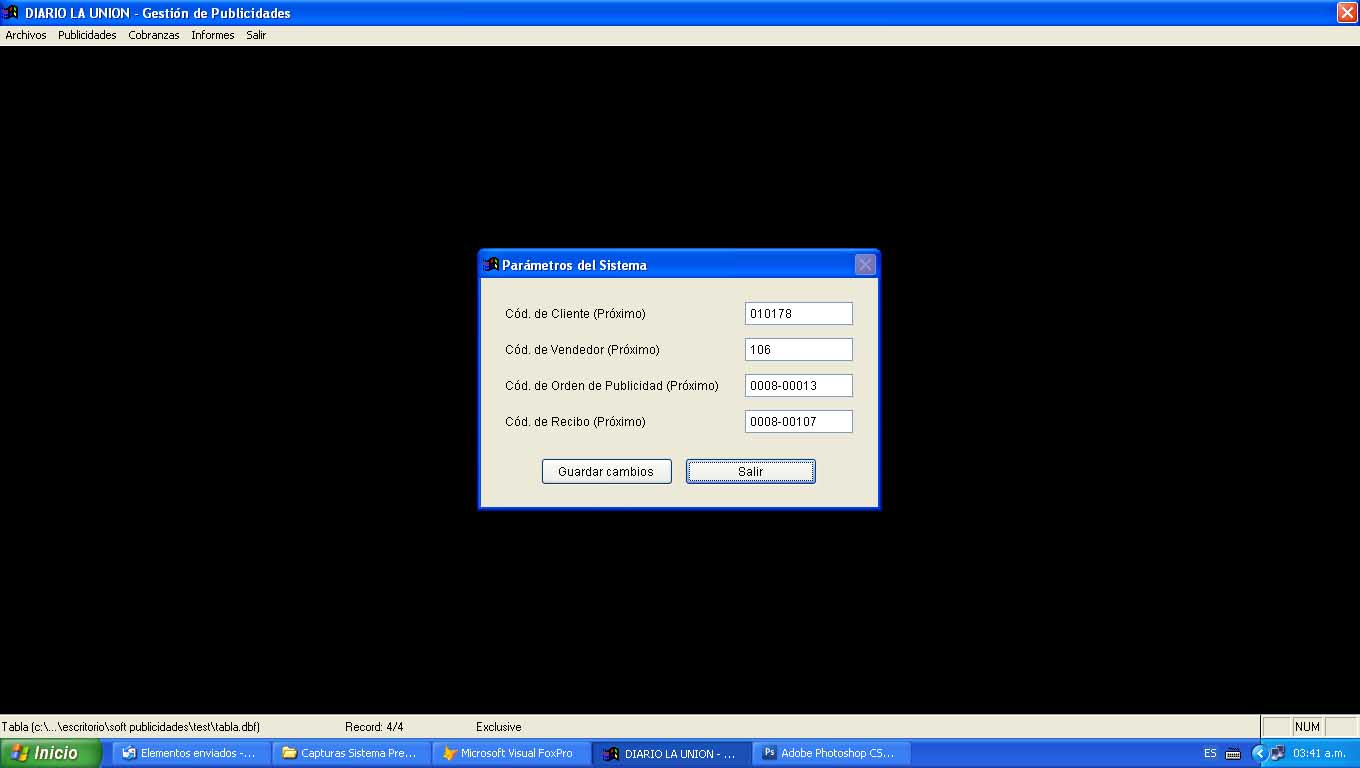 DIARIO LA UNION - Gestión de Publicidades
Archivos Publicidades Cobranzas Informes Salir
Parámetros del Sistema
Cód. de Cliente (Próximo) 010178
Cód. de Vendedor (Próximo) 106
Cód. de Orden de Publicidad (Próximo) 0008-00013
Cód. de Recibo (Próximo) 0008-00107
Guardar cambios Salir
Tabla (c:\...\escritorio\soft publicidades\test\tabla.dbf) Record: 4/4 Exclusive NUM
Inicio Elementos enviados -... Capturas Sistema Pre... Microsoft Visual FoxPro DIARIO LA UNION - ... Ps Adobe Photoshop CS... ES 03:41 a.m.